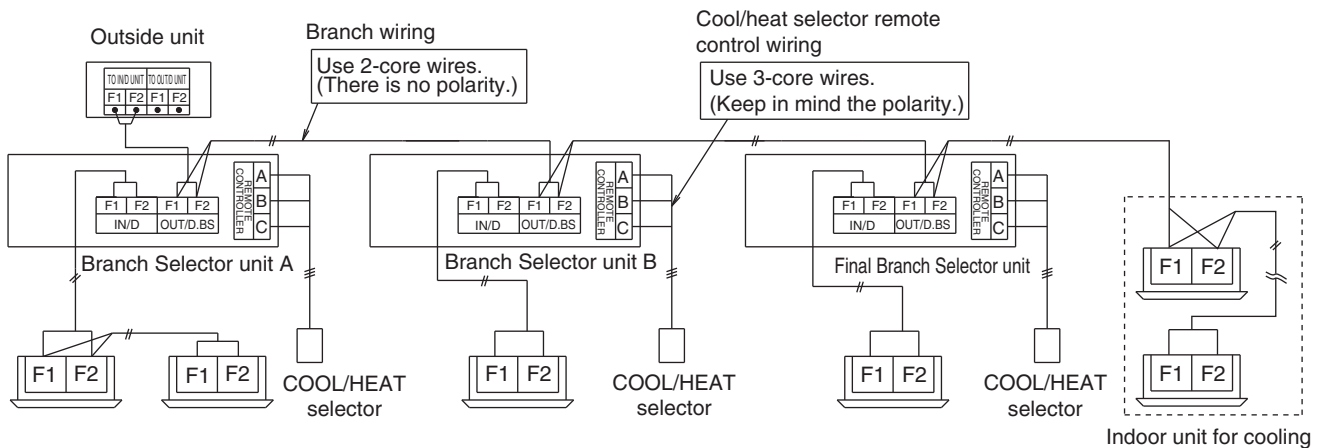 Outside unit
TO IN/D UNIT TO OUT/D UNIT
F1 F2 F1 F2
Branch wiring
Use 2-core wires.
(There is no polarity.)
Cool/heat selector remote
control wiring
Use 3-core wires.
(Keep in mind the polarity.)
F1 F2 F1 F2
IN/D OUT/D.BS
REMOTE
CONTROLLER
A
B
C
Branch Selector unit A
F1 F2 F1 F2
IN/D OUT/D.BS
REMOTE
CONTROLLER
A
B
C
Branch Selector unit B
F1 F2 F1 F2
IN/D OUT/D.BS
REMOTE
CONTROLLER
A
B
C
Final Branch Selector unit
F1 F2
F1 F2
COOL/HEAT
selector
F1 F2
COOL/HEAT
selector
F1 F2
COOL/HEAT
selector
F1 F2
F1 F2
Indoor unit for cooling